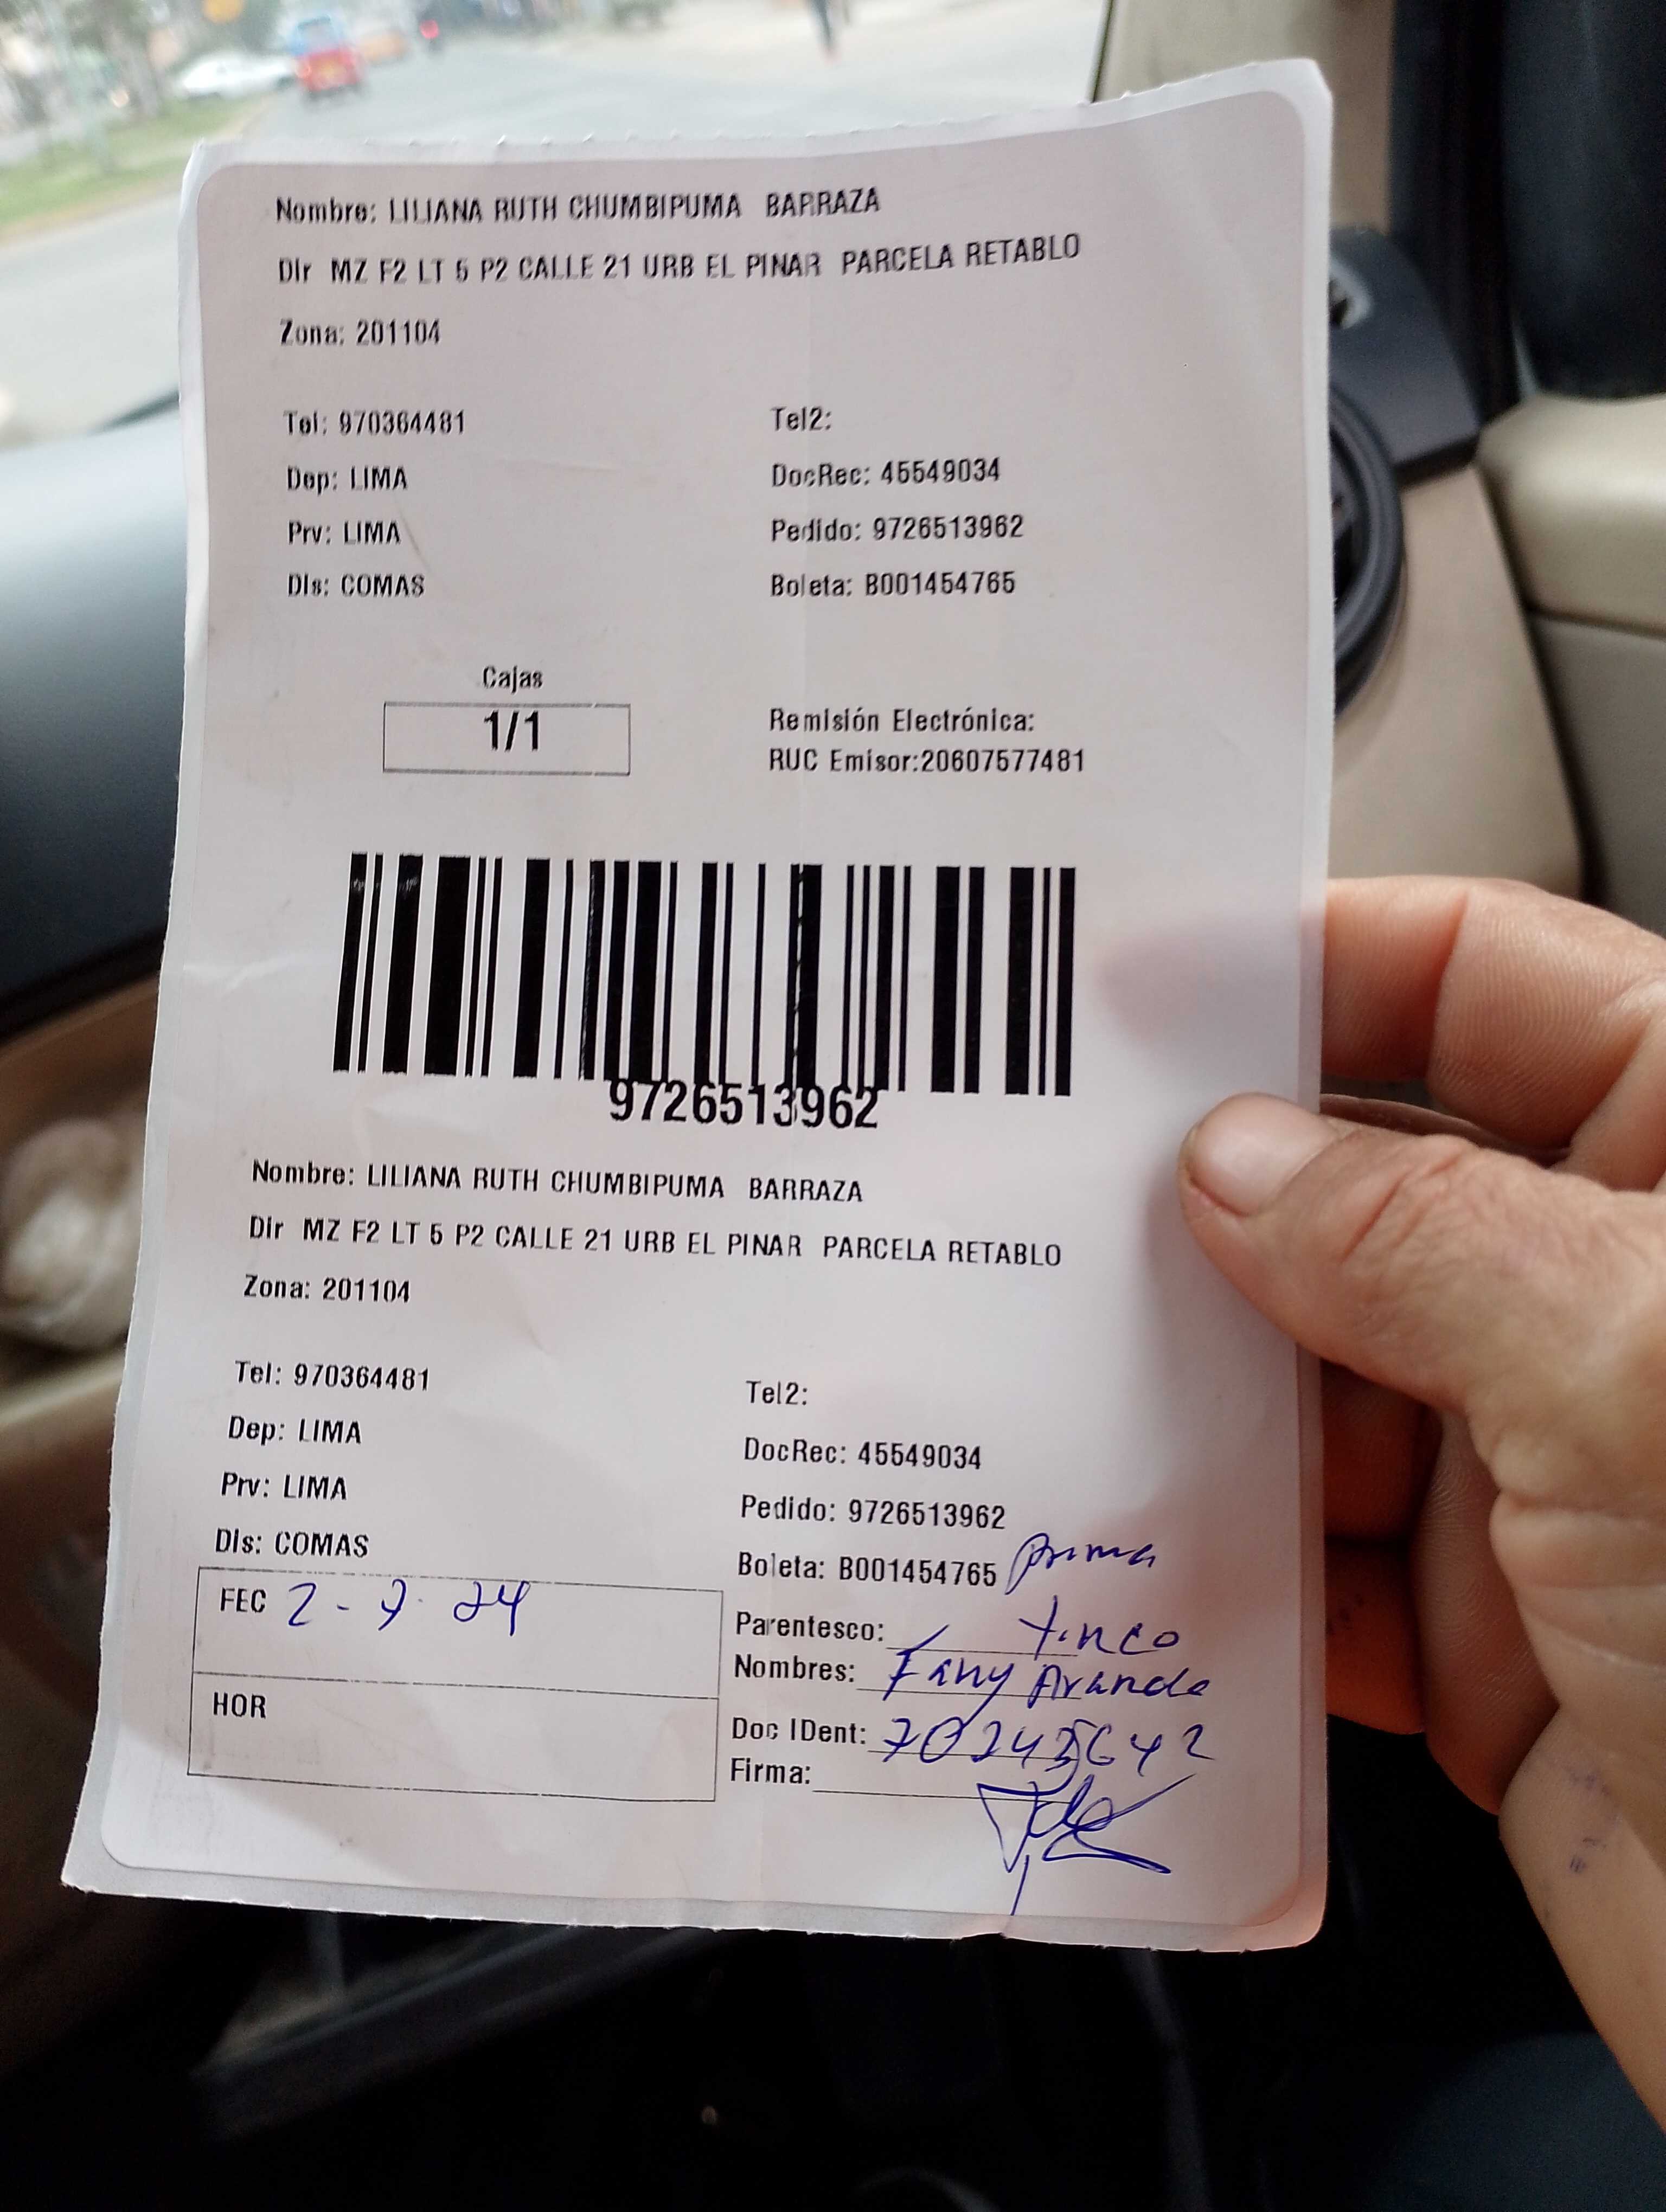 Nombre: LILIANA RUTH CHUMBIPUMA BARRAZA
Dir MZ F2 LT 5 P2 CALLE 21 URB EL PINAR PARCELA RETABLO
Zona: 201104
Tel: 970364481 Tel2:
Dep: LIMA DocRec: 45549034
Prv: LIMA Pedido: 9726513962
Dis: COMAS Boleta: B001454765
Cajas
1/1
Remisión Electrónica:
RUC Emisor:20607577481
9726513962
Nombre: LILIANA RUTH CHUMBIPUMA BARRAZA
Dir MZ F2 LT 5 P2 CALLE 21 URB EL PINAR PARCELA RETABLO
Zona: 201104
Tel: 970364481 Tel2:
Dep: LIMA DocRec: 45549034
Prv: LIMA Pedido: 9726513962
Dis: COMAS Boleta: B001454765 prima
FEC 2-7-24
HOR
Parentesco: Tinco
Nombres: Fany Aranda
Doc IDent: 70245642
Firma: